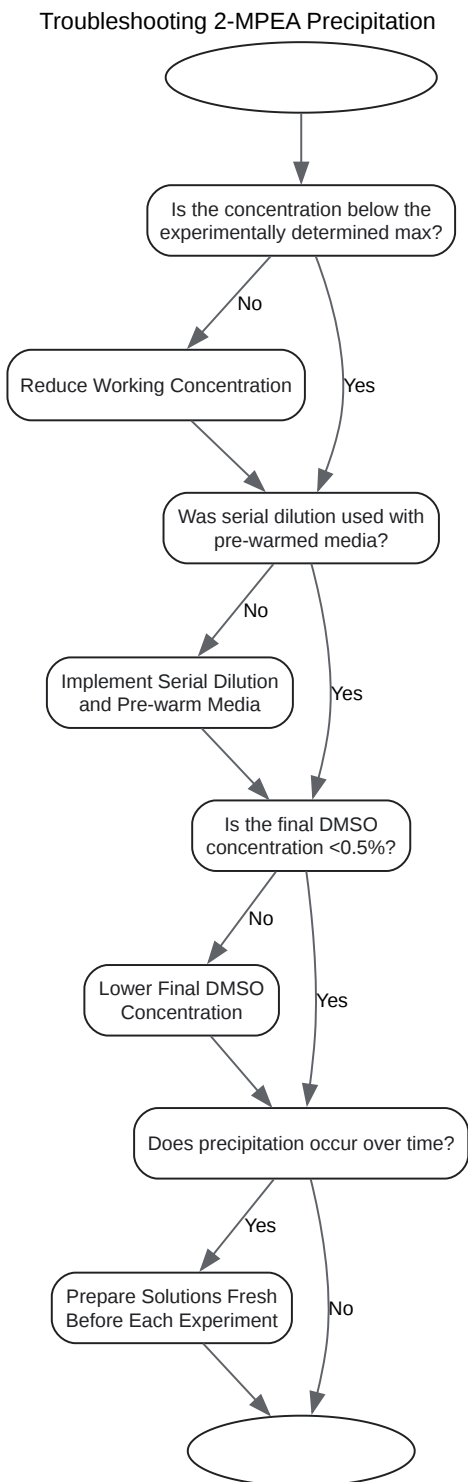 Troubleshooting 2-MPEA Precipitation
Is the concentration below the
experimentally determined max?
No
Reduce Working Concentration
Yes
Was serial dilution used with
pre-warmed media?
No
Implement Serial Dilution
and Pre-warm Media
Yes
Is the final DMSO
concentration <0.5%?
No
Lower Final DMSO
Concentration
Yes
Does precipitation occur over time?
Yes
Prepare Solutions Fresh
Before Each Experiment
No